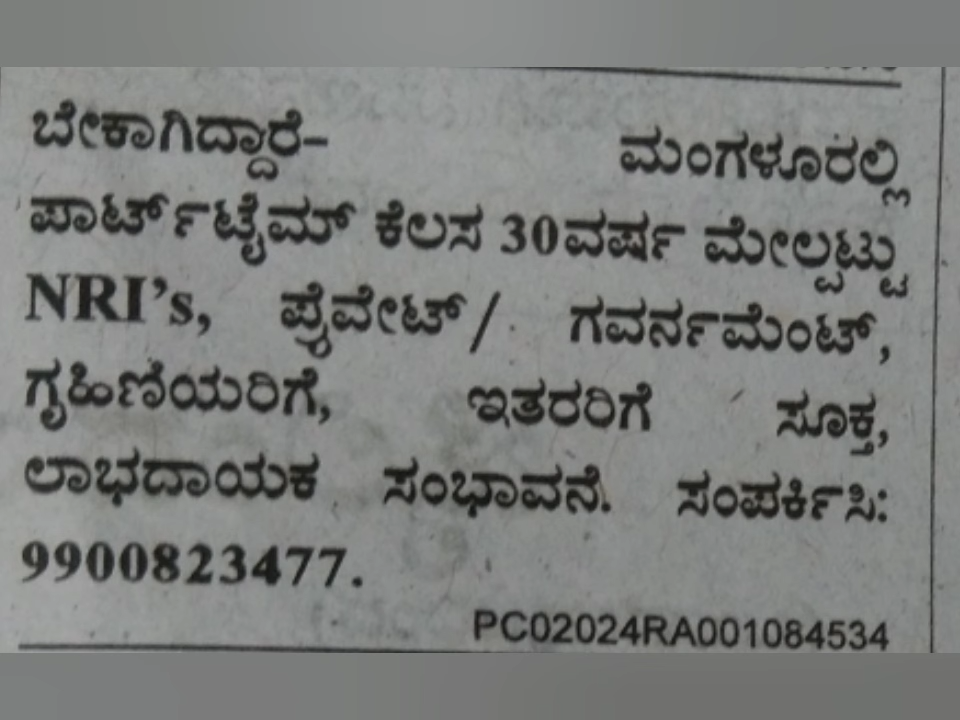 ಬೇಕಾಗಿದ್ದಾರೆ– ಮಂಗಳೂರಲ್ಲಿ
ಪಾರ್ಟ್‌ಟೈಮ್ ಕೆಲಸ 30ವರ್ಷ ಮೇಲ್ಪಟ್ಟು
NRI's, ಪ್ರೈವೇಟ್/ ಗವರ್ನಮೆಂಟ್,
ಗೃಹಿಣಿಯರಿಗೆ, ಇತರರಿಗೆ ಸೂಕ್ತ,
ಲಾಭದಾಯಕ ಸಂಭಾವನೆ. ಸಂಪರ್ಕಿಸಿ:
9900823477.
PC02024RA001084534